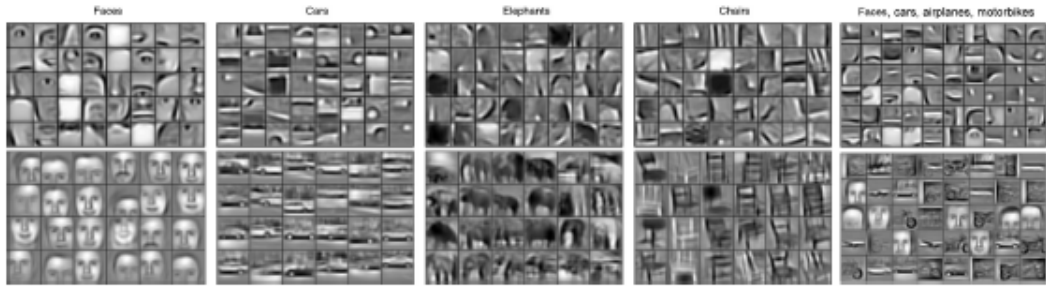 Faces
Cars
Elephants
Chairs
Faces, cars, airplanes, motorbikes